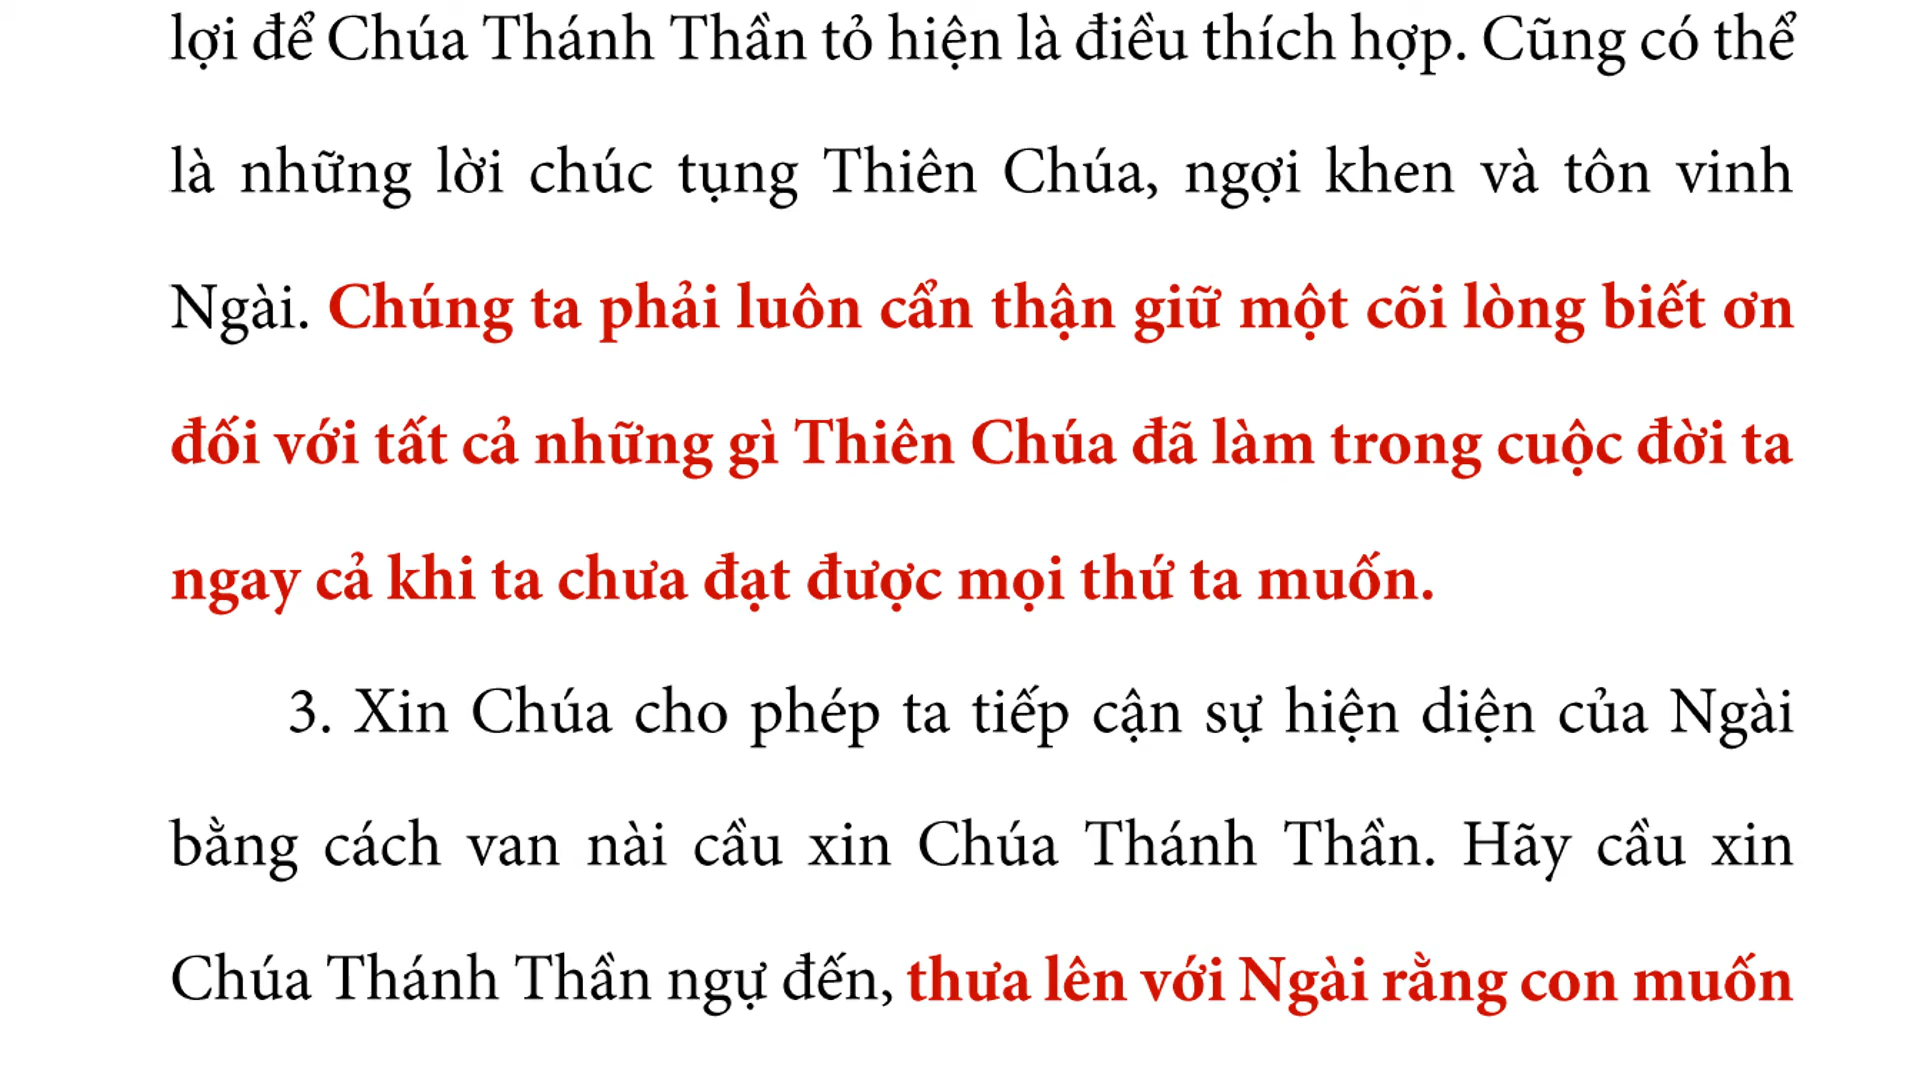 lợi để Chúa Thánh Thần tỏ hiện là điều thích hợp. Cũng có thể
là những lời chúc tụng Thiên Chúa, ngợi khen và tôn vinh
Ngài. Chúng ta phải luôn cẩn thận giữ một cõi lòng biết ơn
đối với tất cả những gì Thiên Chúa đã làm trong cuộc đời ta
ngay cả khi ta chưa đạt được mọi thứ ta muốn.
3. Xin Chúa cho phép ta tiếp cận sự hiện diện của Ngài
bằng cách van nài cầu xin Chúa Thánh Thần. Hãy cầu xin
Chúa Thánh Thần ngự đến, thưa lên với Ngài rằng con muốn